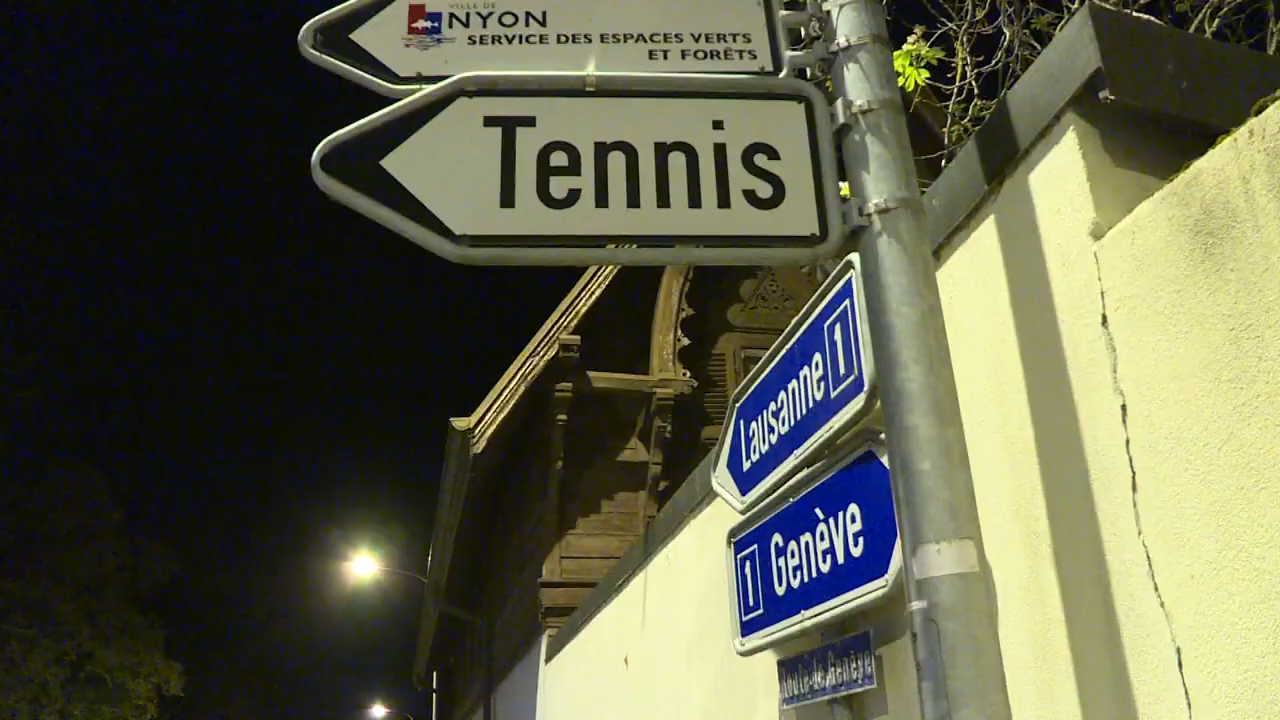 VILLE DE
NYON
SERVICE DES ESPACES VERTS
ET FORÊTS
Tennis
Lausanne 1
1 Genève
Route de Genève